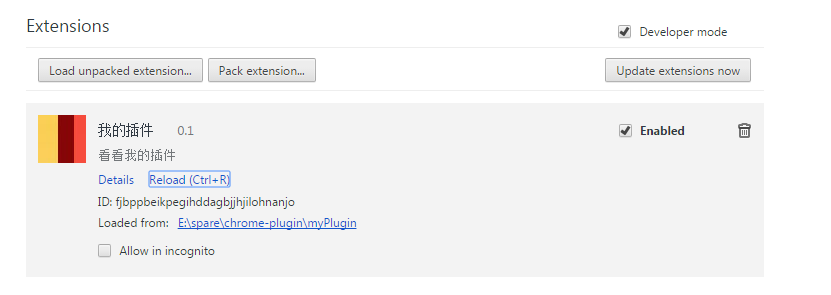 Extensions
Developer mode
Load unpacked extension... Pack extension... Update extensions now
我的插件 0.1 Enabled
看看我的插件
Details Reload (Ctrl+R)
ID: fjbppbeikpegihddagbjjhjilohnanjo
Loaded from: E:\spare\chrome-plugin\myPlugin
Allow in incognito